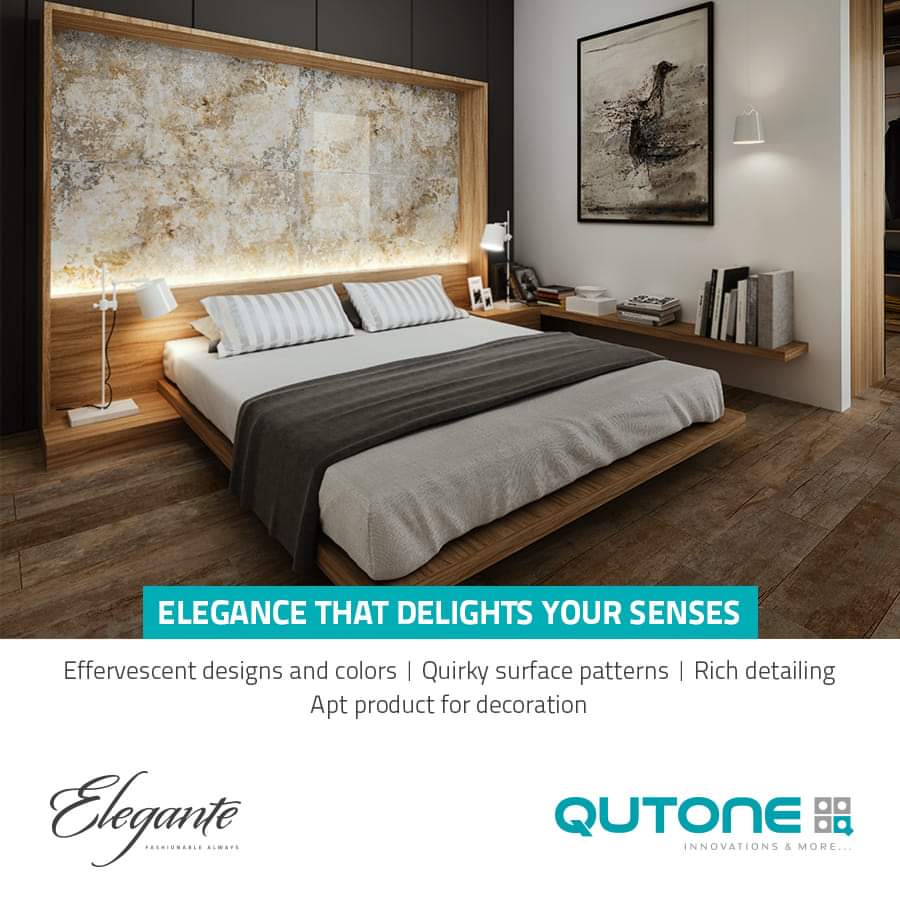 ELEGANCE THAT DELIGHTS YOUR SENSES
Effervescent designs and colors | Quirky surface patterns | Rich detailing
Apt product for decoration
Elegante
FASHIONABLE ALWAYS
QUTONE
INNOVATIONS & MORE...